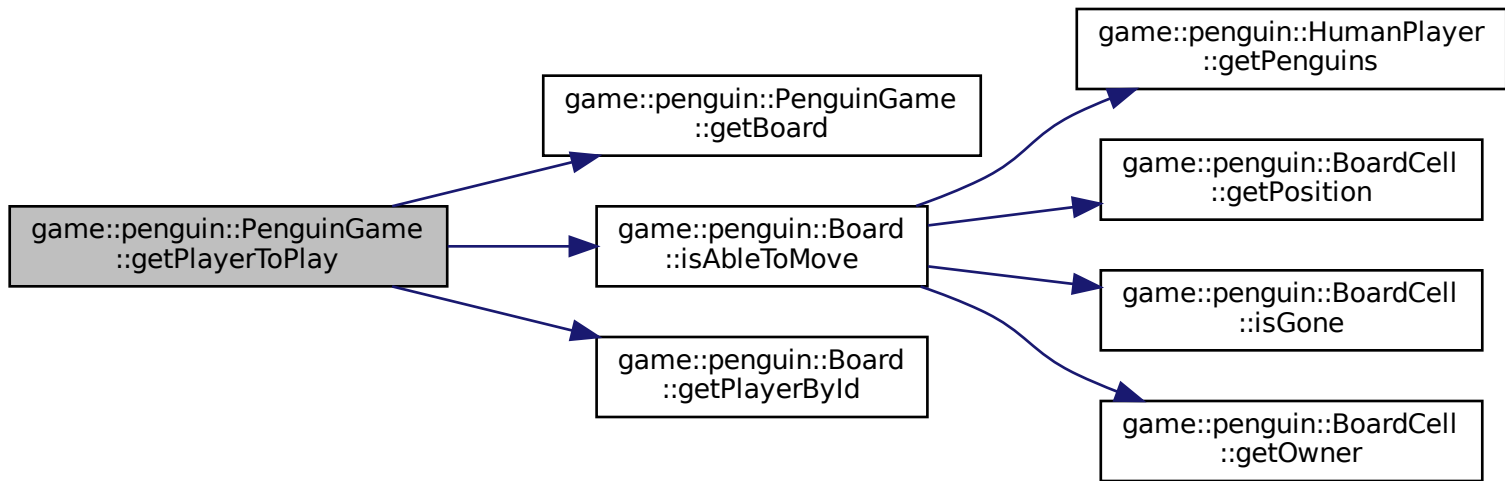 game::penguin::PenguinGame
::getPlayerToPlay
game::penguin::PenguinGame
::getBoard
game::penguin::Board
::isAbleToMove
game::penguin::Board
::getPlayerById
game::penguin::HumanPlayer
::getPenguins
game::penguin::BoardCell
::getPosition
game::penguin::BoardCell
::isGone
game::penguin::BoardCell
::getOwner